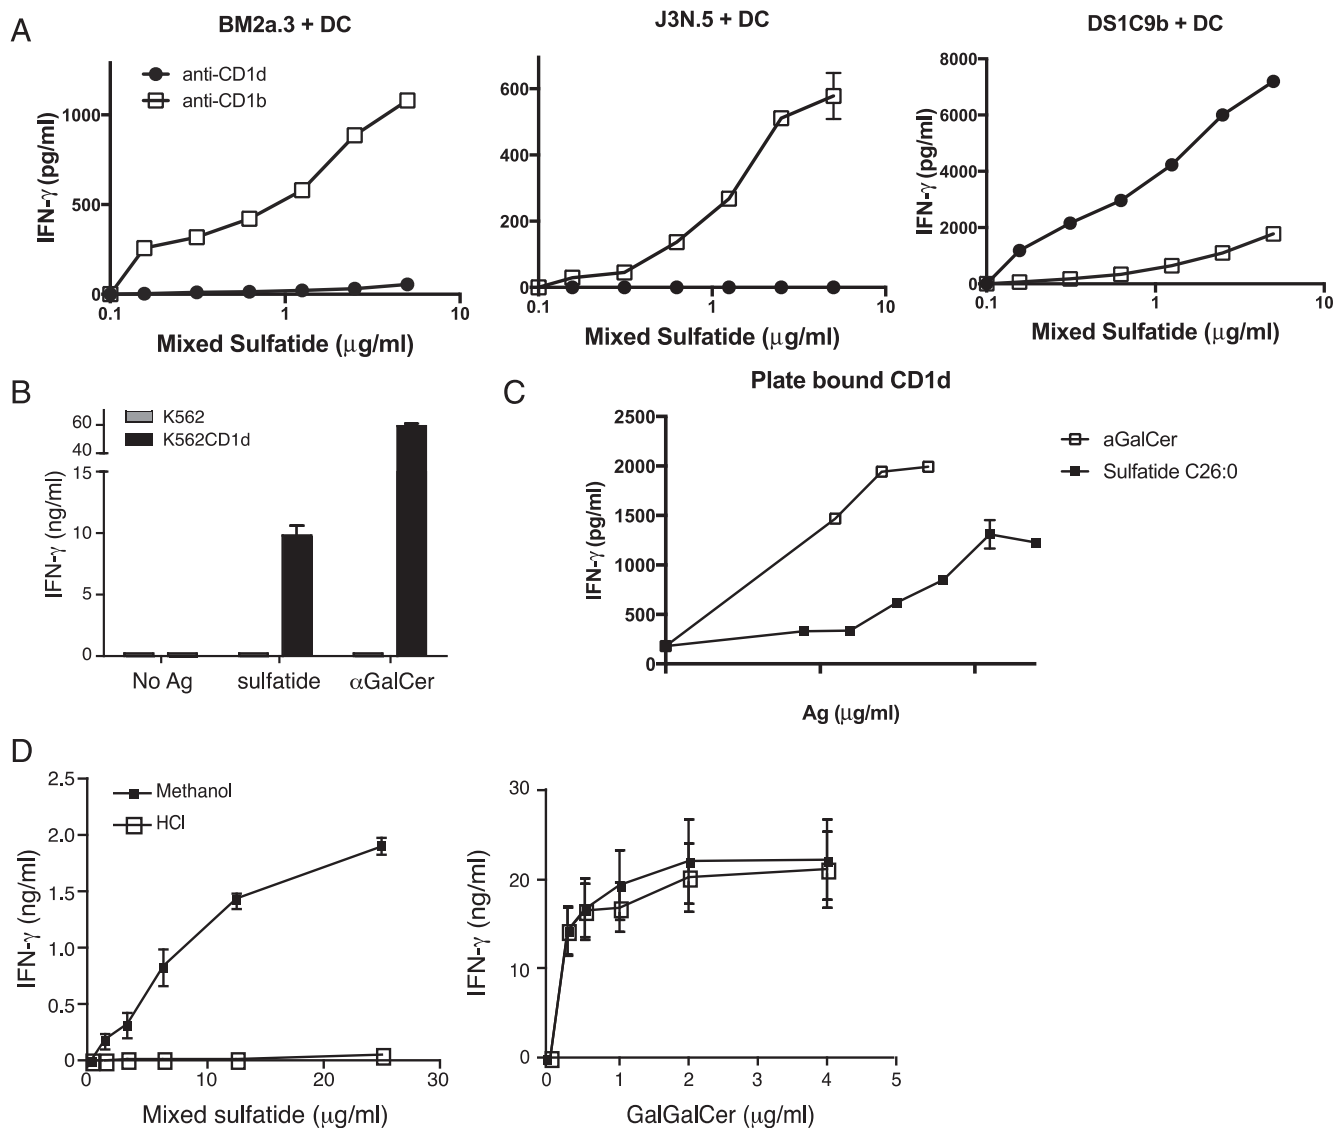 A
BM2a.3 + DC
J3N.5 + DC
DS1C9b + DC
anti-CD1d
anti-CD1b
IFN-γ (pg/ml)
1000
500
0
0.1
1
10
Mixed Sulfatide (μg/ml)
600
400
200
0
0.1
1
10
Mixed Sulfatide (μg/ml)
IFN-γ (pg/ml)
8000
6000
4000
2000
0
0.1
1
10
Mixed Sulfatide (μg/ml)
B
K562
K562CD1d
IFN-γ (ng/ml)
60
40
15
10
5
0
No Ag
sulfatide
αGalCer
C
Plate bound CD1d
IFN-γ (pg/ml)
2500
2000
1500
1000
500
0
Ag (μg/ml)
aGalCer
Sulfatide C26:0
D
Methanol
HCl
IFN-γ (ng/ml)
2.5
2.0
1.5
1.0
0.5
0
0
10
20
30
Mixed sulfatide (μg/ml)
IFN-γ (ng/ml)
30
20
10
0
0
1
2
3
4
5
GalGalCer (μg/ml)